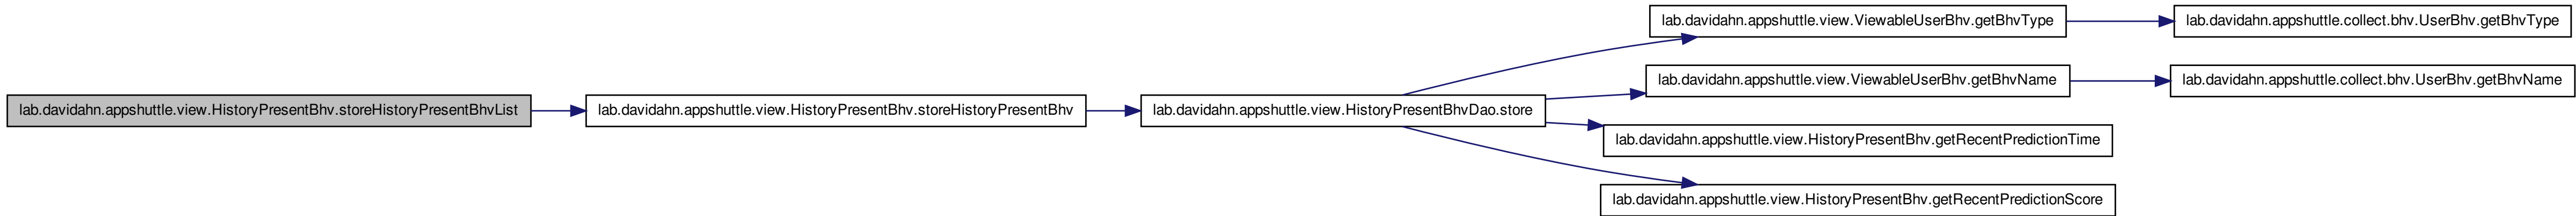 lab.davidahn.appshuttle.view.HistoryPresentBhv.storeHistoryPresentBhvList
lab.davidahn.appshuttle.view.HistoryPresentBhv.storeHistoryPresentBhv
lab.davidahn.appshuttle.view.HistoryPresentBhvDao.store
lab.davidahn.appshuttle.view.ViewableUserBhv.getBhvType
lab.davidahn.appshuttle.collect.bhv.UserBhv.getBhvType
lab.davidahn.appshuttle.view.ViewableUserBhv.getBhvName
lab.davidahn.appshuttle.collect.bhv.UserBhv.getBhvName
lab.davidahn.appshuttle.view.HistoryPresentBhv.getRecentPredictionTime
lab.davidahn.appshuttle.view.HistoryPresentBhv.getRecentPredictionScore